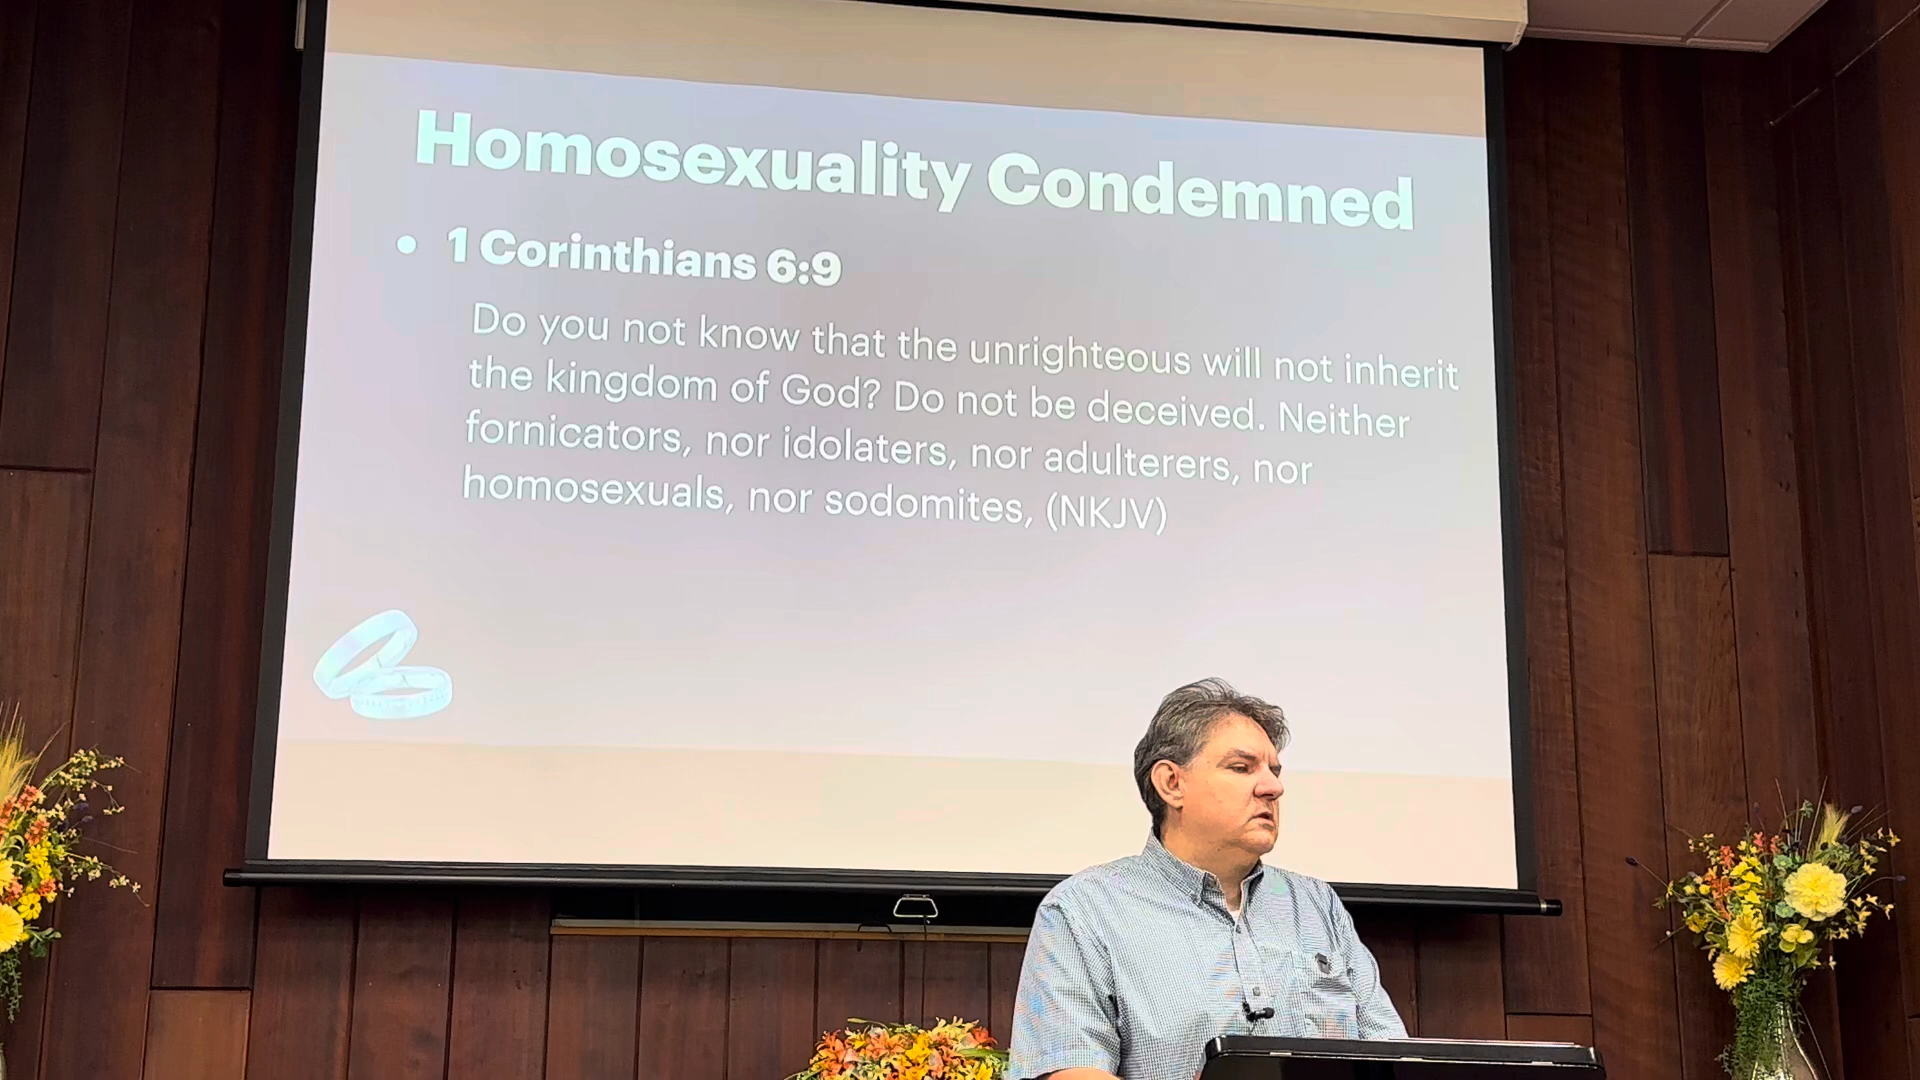 Homosexuality Condemned
• 1 Corinthians 6:9
Do you not know that the unrighteous will not inherit
the kingdom of God? Do not be deceived. Neither
fornicators, nor idolaters, nor adulterers, nor
homosexuals, nor sodomites, (NKJV)